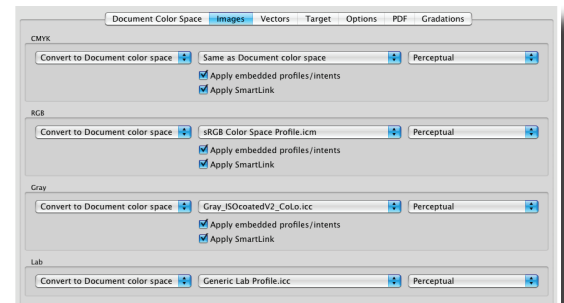 Document Color Space Images Vectors Target Options PDF Gradations
CMYK
Convert to Document color space Same as Document color space Perceptual
Apply embedded profiles/intents
Apply SmartLink
RGB
Convert to Document color space sRGB Color Space Profile.icm Perceptual
Apply embedded profiles/intents
Apply SmartLink
Gray
Convert to Document color space Gray_ISOcoatedV2_CoLo.icc Perceptual
Apply embedded profiles/intents
Apply SmartLink
Lab
Convert to Document color space Generic Lab Profile.icc Perceptual